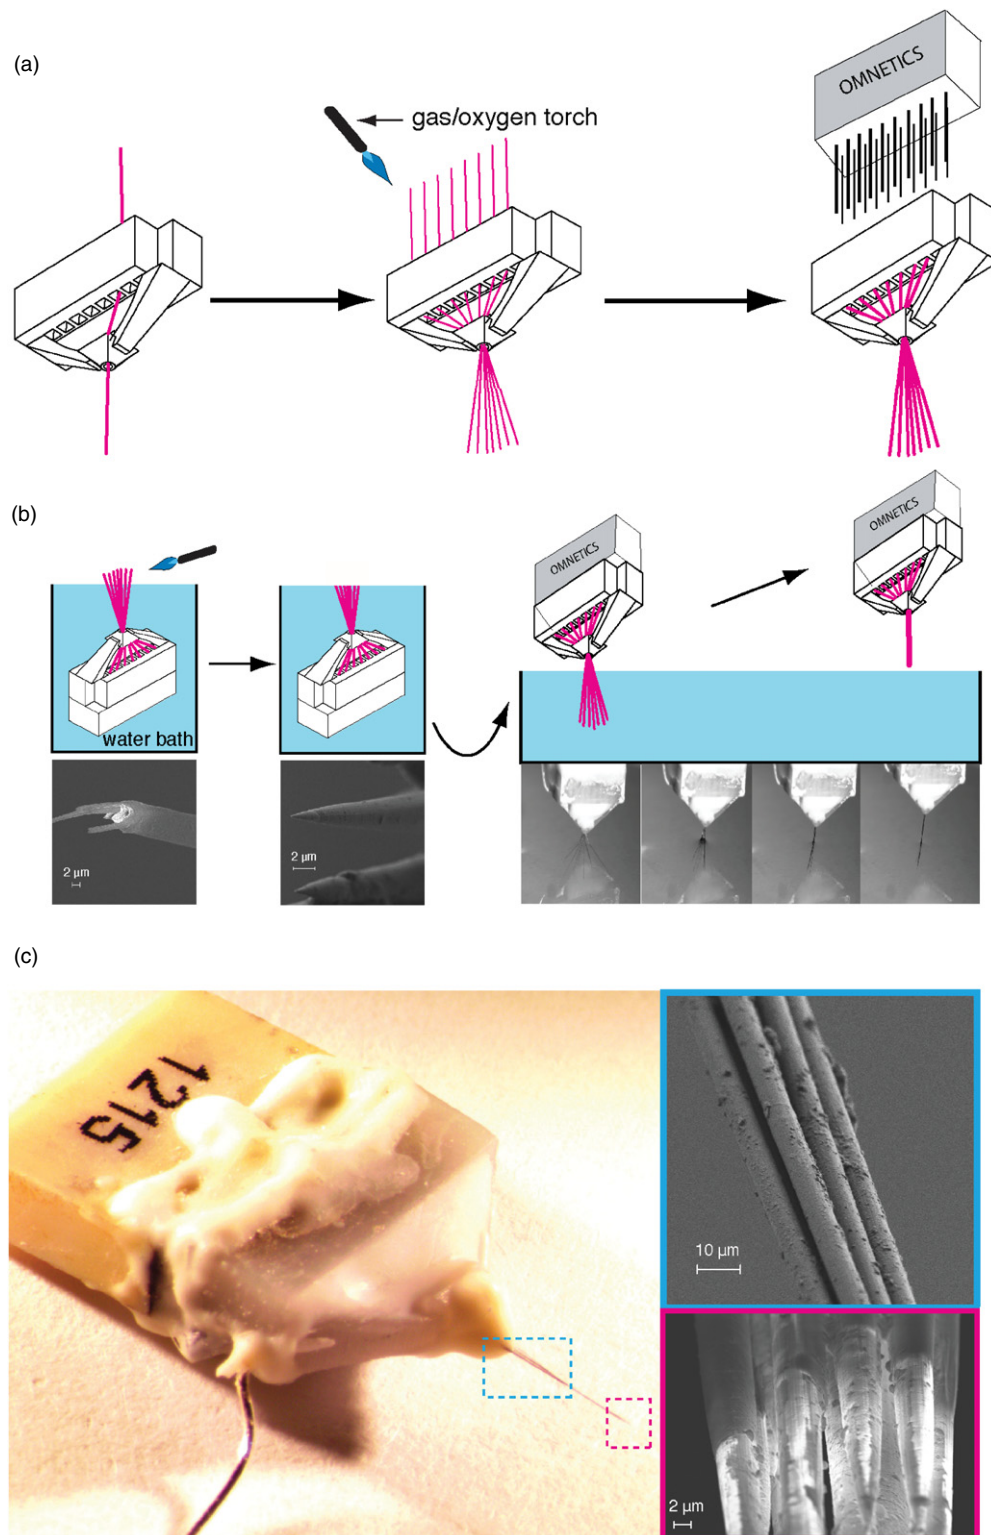 (a)
OMNETICS
gas/oxygen torch
(b)
OMNETICS
OMNETICS
water bath
2 µm
2 µm
(c)
1215
10 µm
2 µm